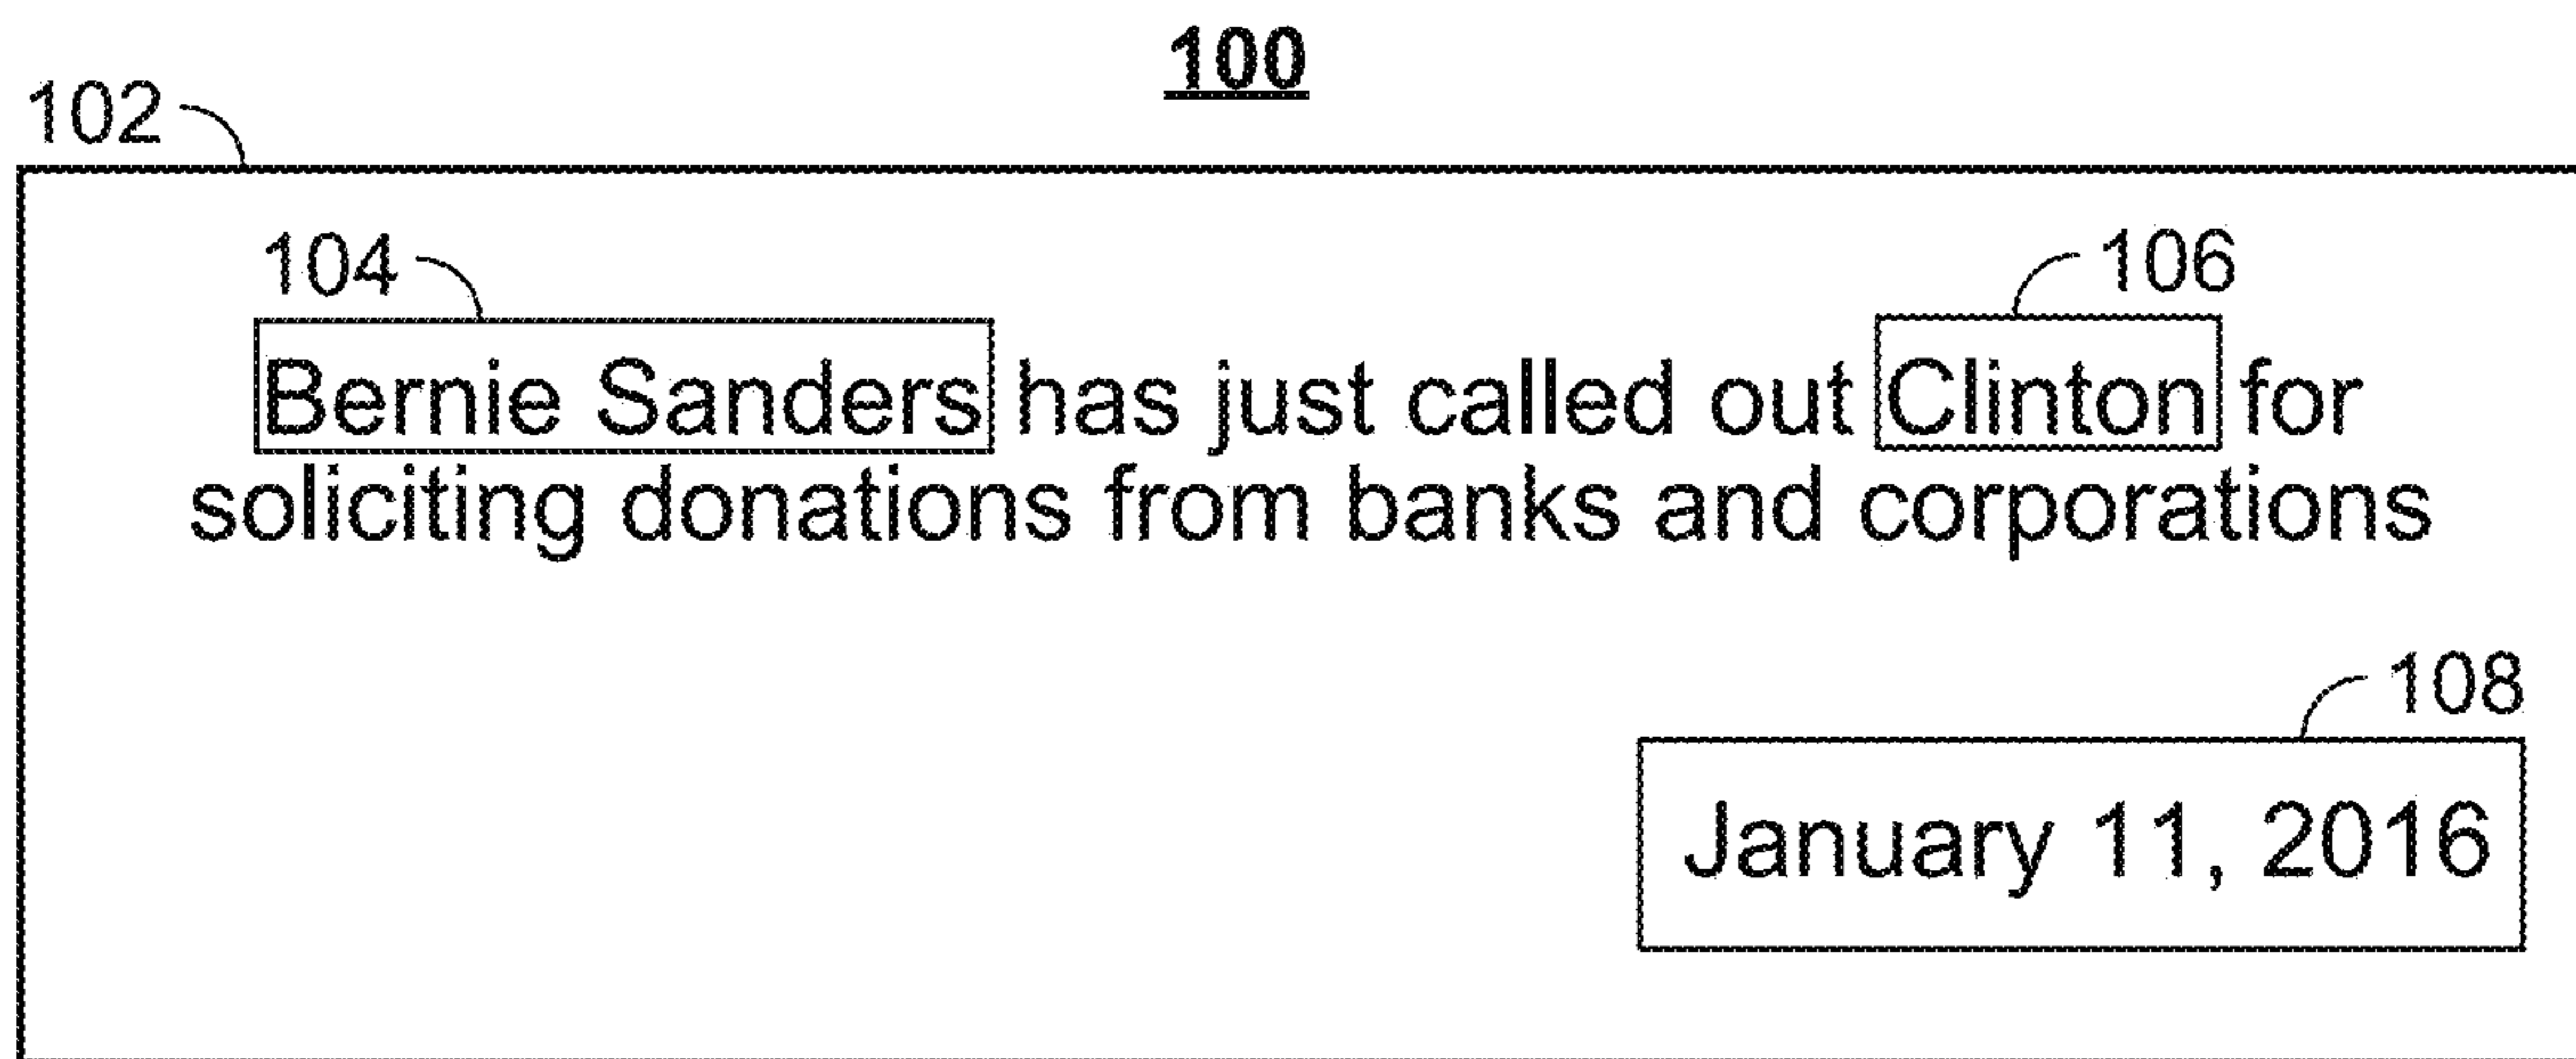 100
102
104
106
Bernie Sanders has just called out Clinton for
soliciting donations from banks and corporations
108
January 11, 2016